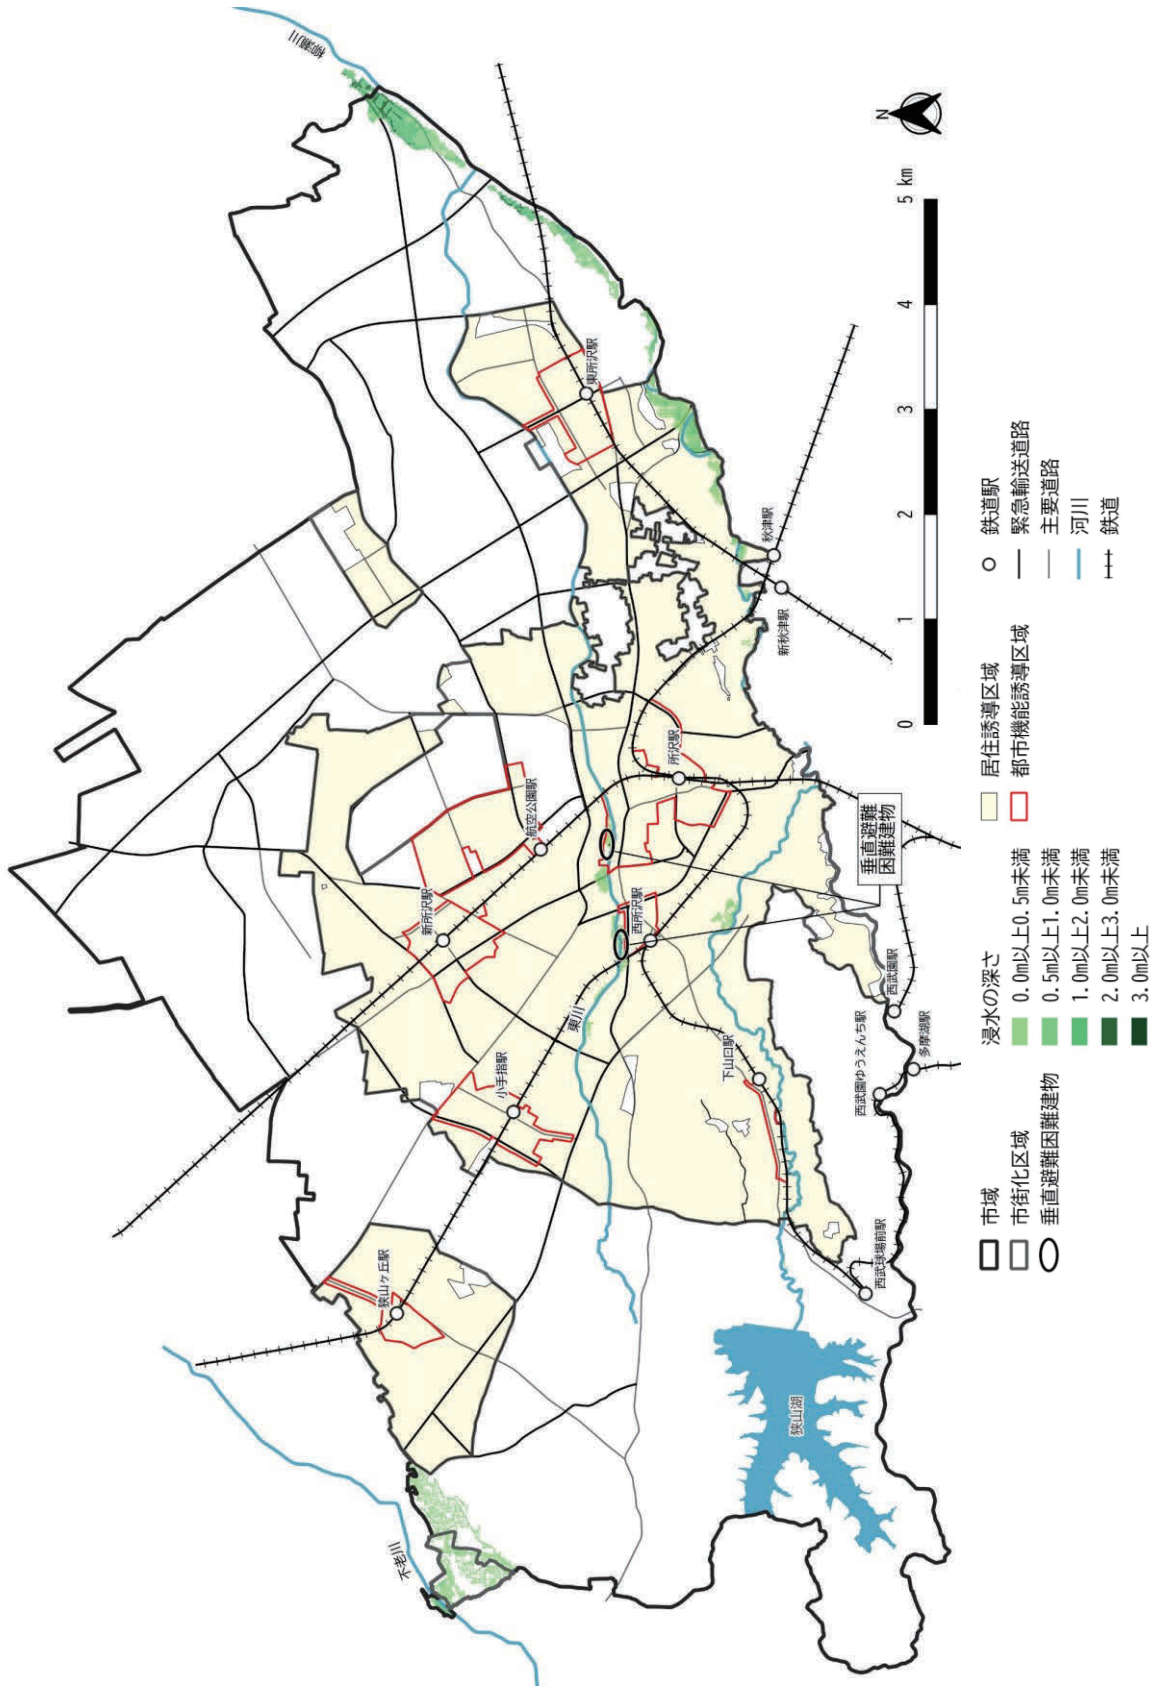 柳瀬川
N
東所沢駅
秋津駅
新秋津駅
所沢駅
航空公園駅
新所沢駅
西所沢駅
東川
小手指駅
下山口駅
狭山ヶ丘駅
不老川
狭山湖
西武球場前駅
西武園ゆうえんち駅
多摩湖駅
西武園駅
垂直避難
困難建物
0
1
2
3
4
5 km
市域
市街化区域
垂直避難困難建物
浸水の深さ
0.0m以上0.5m未満
0.5m以上1.0m未満
1.0m以上2.0m未満
2.0m以上3.0m未満
3.0m以上
居住誘導区域
都市機能誘導区域
鉄道駅
緊急輸送道路
主要道路
河川
鉄道